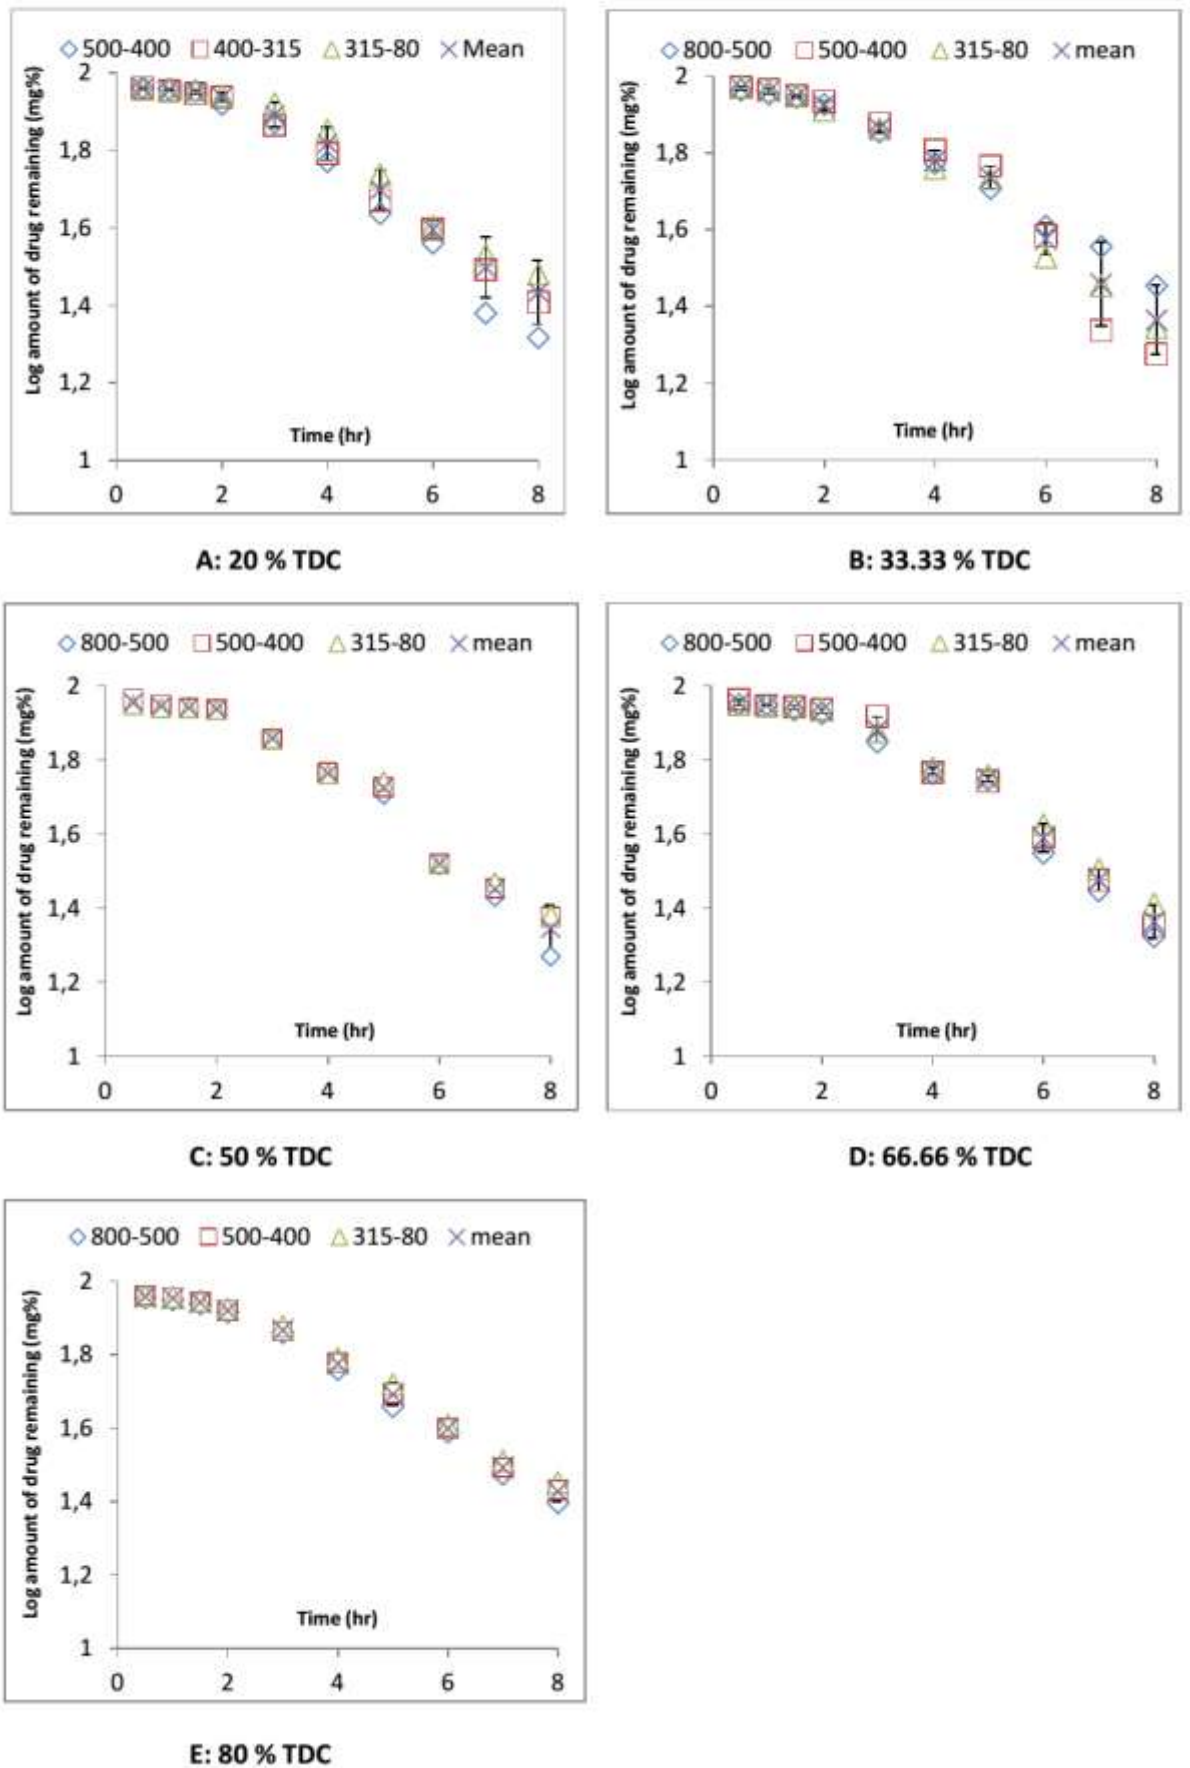 500-400 400-315 315-80 Mean
Log amount of drug remaining (mg%)
2
1,8
1,6
1,4
1,2
1
Time (hr)
0 2 4 6 8
A: 20 % TDC
800-500 500-400 315-80 mean
Log amount of drug remaining (mg%)
2
1,8
1,6
1,4
1,2
1
Time (hr)
0 2 4 6 8
B: 33.33 % TDC
800-500 500-400 315-80 mean
Log amount of drug remaining (mg%)
2
1,8
1,6
1,4
1,2
1
Time (hr)
0 2 4 6 8
C: 50 % TDC
800-500 500-400 315-80 mean
Log amount of drug remaining (mg%)
2
1,8
1,6
1,4
1,2
1
Time (hr)
0 2 4 6 8
D: 66.66 % TDC
800-500 500-400 315-80 mean
Log amount of drug remaining (mg%)
2
1,8
1,6
1,4
1,2
1
Time (hr)
0 2 4 6 8
E: 80 % TDC